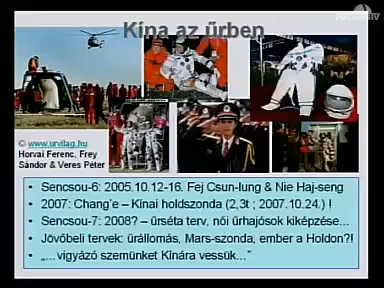 Kína az űrben
© www.urvilag.hu
Horvai Ferenc, Frey
Sándor & Veres Péter
• Sencsou-6: 2005.10.12-16. Fej Csun-lung & Nie Haj-seng
• 2007: Chang'e – Kínai holdszonda (2,3t ; 2007.10.24.) !
• Sencsou-7: 2008? – űrséta terv, női űrhajósok kiképzése...
• Jövőbeli tervek: űrállomás, Mars-szonda, ember a Holdon?!
• „...vigyázó szemünket Kínára vessük..."